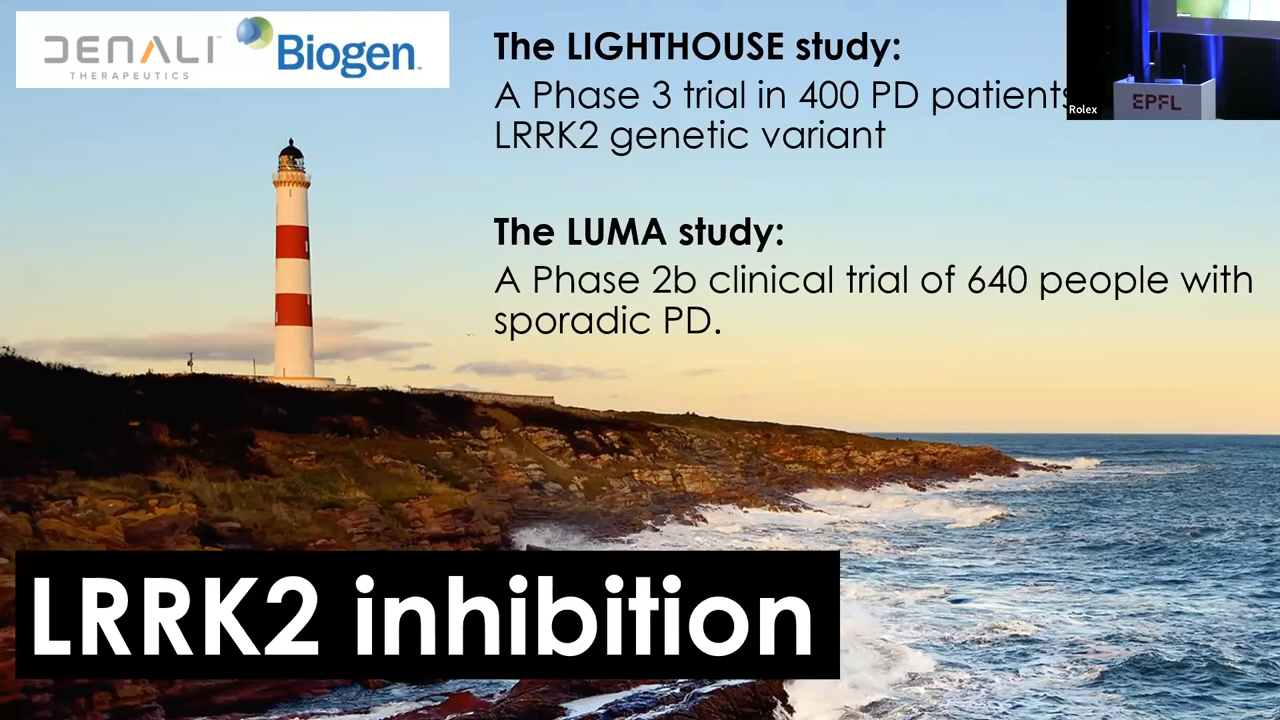 DENALI
THERAPEUTICS
Biogen
The LIGHTHOUSE study:
A Phase 3 trial in 400 PD patients
LRRK2 genetic variant
Rolex
EPFL
The LUMA study:
A Phase 2b clinical trial of 640 people with
sporadic PD.
LRRK2 inhibition